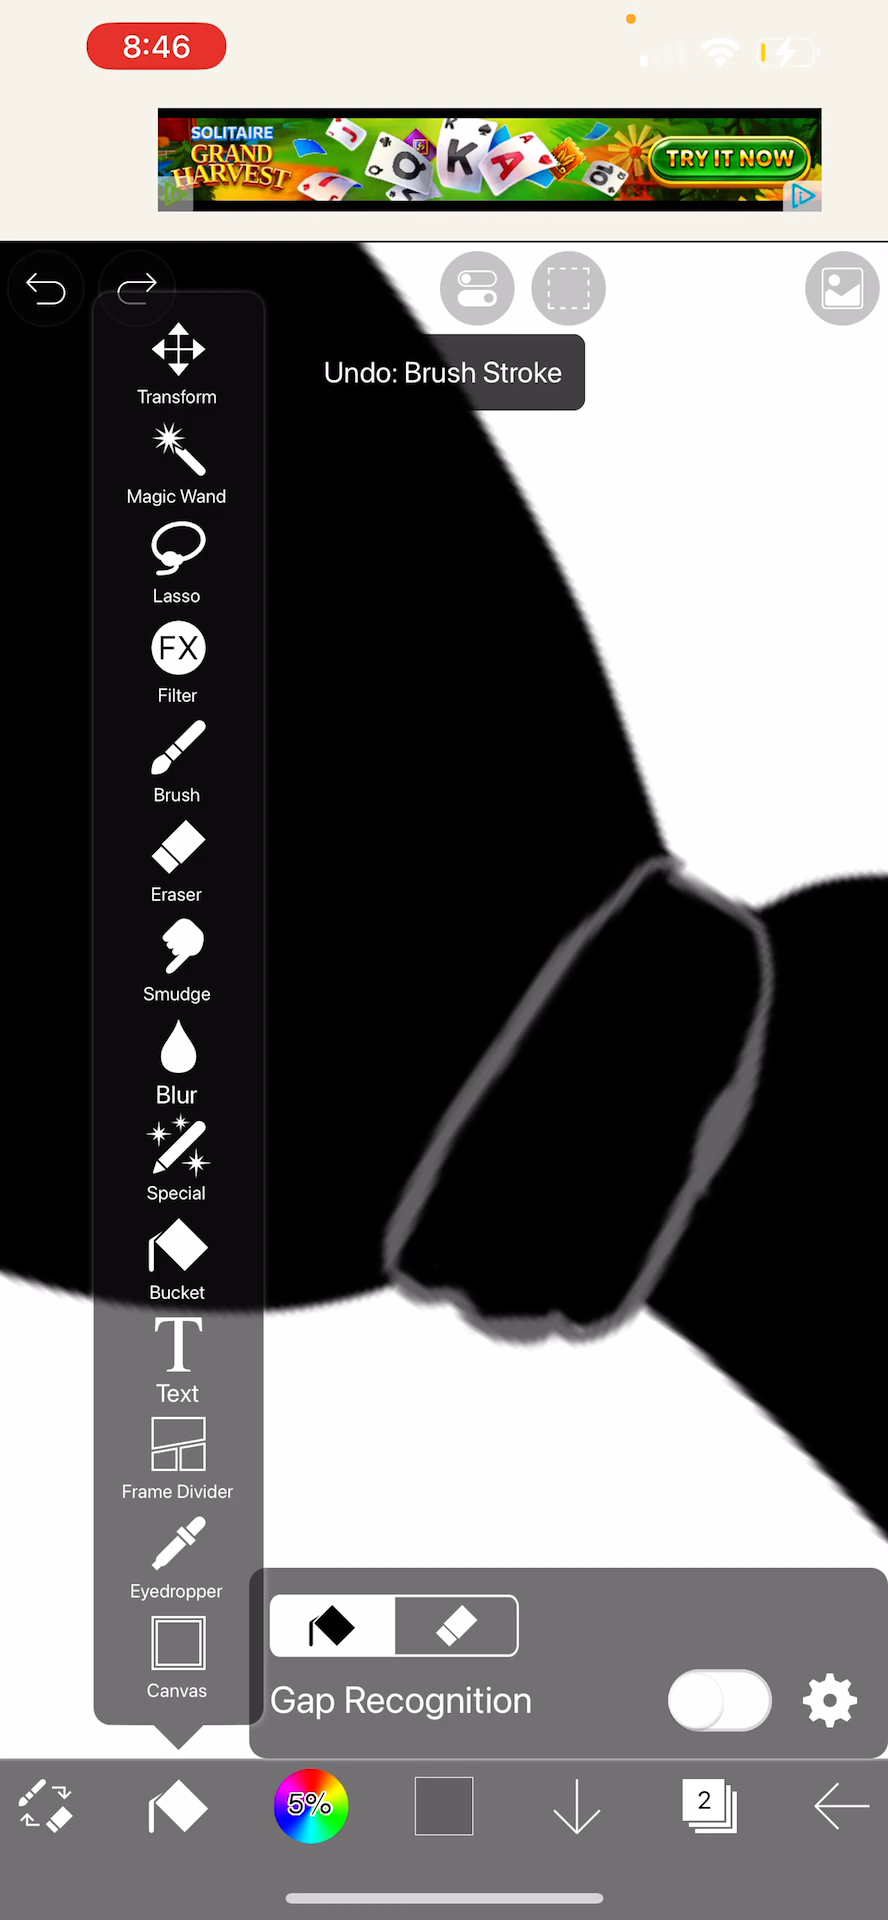 8:46
SOLITAIRE
GRAND
HARVEST
J
Q
K
A
10
TRY IT NOW
Undo: Brush Stroke
Transform
Magic Wand
Lasso
FX
Filter
Brush
Eraser
Smudge
Blur
Special
Bucket
T
Text
Frame Divider
Eyedropper
Canvas
Gap Recognition
5%
2